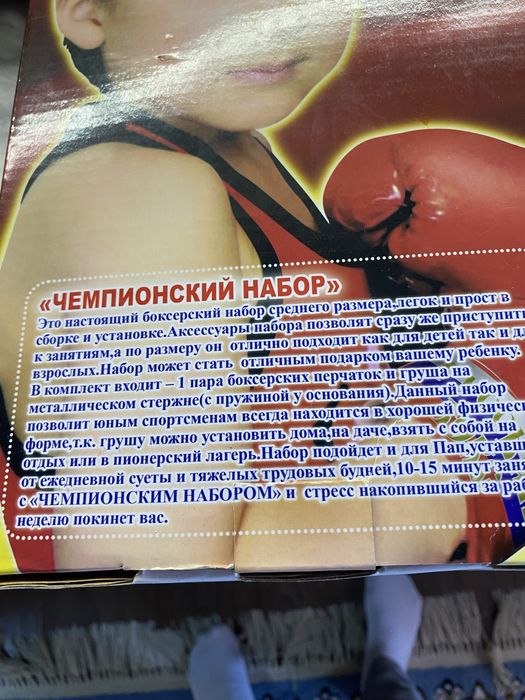 «ЧЕМПИОНСКИЙ НАБОР»
Это настоящий боксерский набор среднего размера,легок и прост в
сборке и установке.Аксессуары набора позволят сразу же приступить
к занятиям,а по размеру он отлично подходит как для детей так и для
взрослых.Набор может стать отличным подарком вашему ребенку.
В комплект входит – 1 пара боксерских перчаток и груша на
металлическом стержне(с пружиной у основания).Данный набор
позволит юным спортсменам всегда находится в хорошей физичес
форме,т.к. грушу можно установить дома,на даче,взять с собой на
отдых или в пионерский лагерь.Набор подойдет и для Пап,устали
от ежедневной суеты и тяжелых трудовых будней,10-15 минут заня
с «ЧЕМПИОНСКИМ НАБОРОМ» и стресс накопившийся за раб
неделю покинет вас.